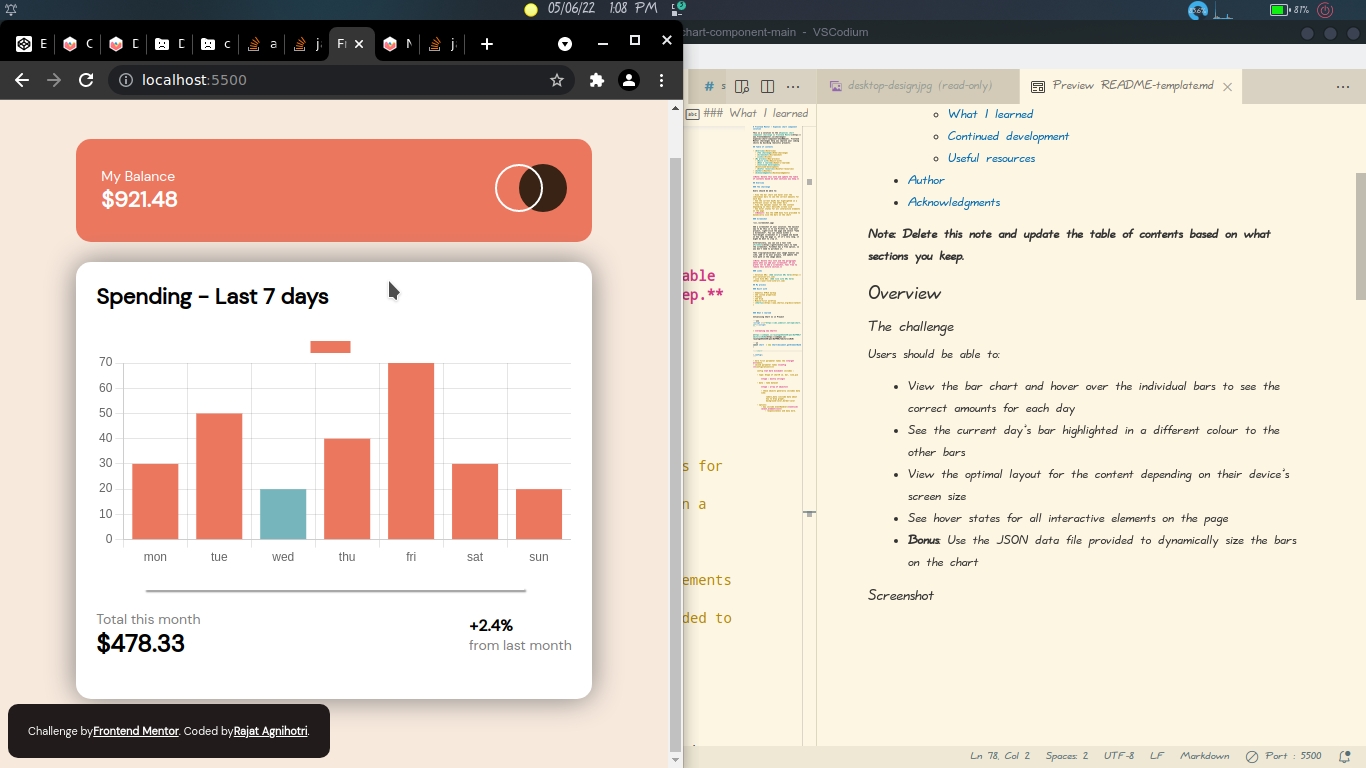 05/06/22 1:08 PM
81%
chart-component-main - VSCodium
E
C
D
D
c
a
j
F
N
j
localhost:5500
# s
desktop-design.jpg (read-only)
Preview README-template.md
### What I learned
My Balance
$921.48
Spending - Last 7 days
70
60
50
40
30
20
10
0
mon tue wed thu fri sat sun
Total this month
$478.33
+2.4%
from last month
Challenge by Frontend Mentor. Coded by Rajat Agnihotri.
able
ep.**
s for
n a
ements
ded to
What I learned
Continued development
Useful resources
Author
Acknowledgments
Note: Delete this note and update the table of contents based on what
sections you keep.
Overview
The challenge
Users should be able to:
View the bar chart and hover over the individual bars to see the
correct amounts for each day
See the current day's bar highlighted in a different colour to the
other bars
View the optimal layout for the content depending on their device's
screen size
See hover states for all interactive elements on the page
Bonus: Use the JSON data file provided to dynamically size the bars
on the chart
Screenshot
Ln 78, Col 2 Spaces: 2 UTF-8 LF Markdown Port : 5500